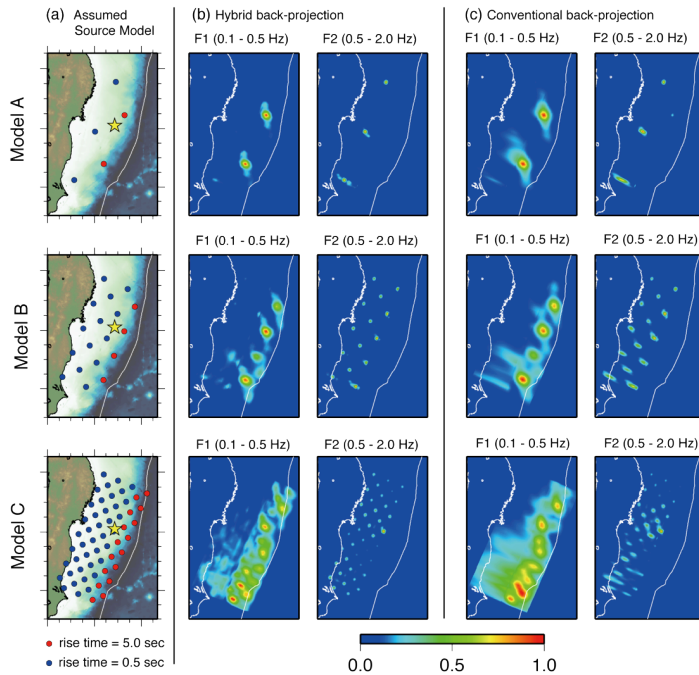 (a) Assumed
Source Model
(b) Hybrid back-projection
(c) Conventional back-projection
F1 (0.1 - 0.5 Hz)
F2 (0.5 - 2.0 Hz)
F1 (0.1 - 0.5 Hz)
F2 (0.5 - 2.0 Hz)
Model A
F1 (0.1 - 0.5 Hz)
F2 (0.5 - 2.0 Hz)
F1 (0.1 - 0.5 Hz)
F2 (0.5 - 2.0 Hz)
Model B
F1 (0.1 - 0.5 Hz)
F2 (0.5 - 2.0 Hz)
F1 (0.1 - 0.5 Hz)
F2 (0.5 - 2.0 Hz)
Model C
rise time = 5.0 sec
rise time = 0.5 sec
0.0 0.5 1.0